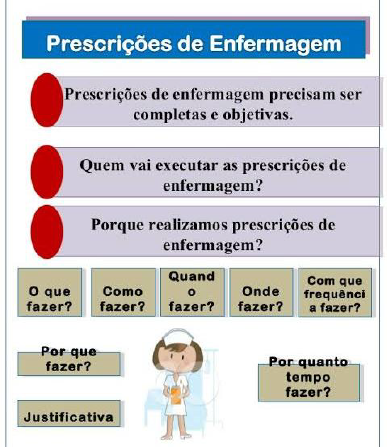 Prescrições de Enfermagem
Prescrições de enfermagem precisam ser
completas e objetivas.
Quem vai executar as prescrições de
enfermagem?
Porque realizamos prescrições de
enfermagem?
O que
fazer?
Como
fazer?
Quand
o
fazer?
Onde
fazer?
Com que
frequênci
a fazer?
Por que
fazer?
Por quanto
tempo
fazer?
Justificativa